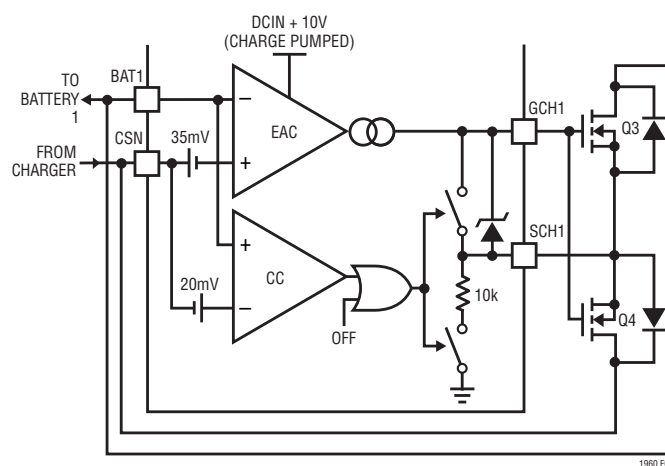 DCIN + 10V
(CHARGE PUMPED)
TO
BATTERY
1
BAT1
–
EAC
GCH1
Q3
CSN
35mV
FROM
CHARGER
+
SCH1
+
CC
20mV
–
10k
OFF
Q4